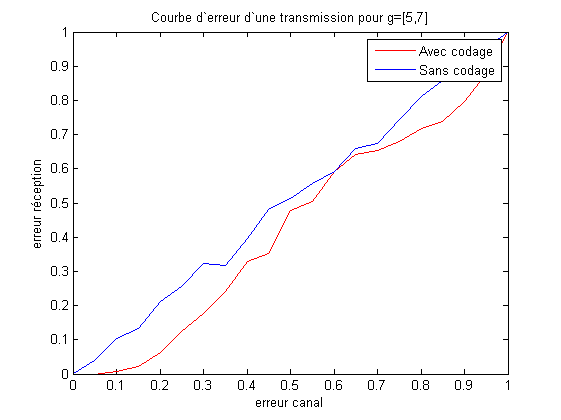 Courbe d`erreur d`une transmission pour g=[5,7]
Avec codage
Sans codage
1
0.9
0.8
0.7
0.6
0.5
0.4
0.3
0.2
0.1
0
erreur réception
0 0.1 0.2 0.3 0.4 0.5 0.6 0.7 0.8 0.9 1
erreur canal